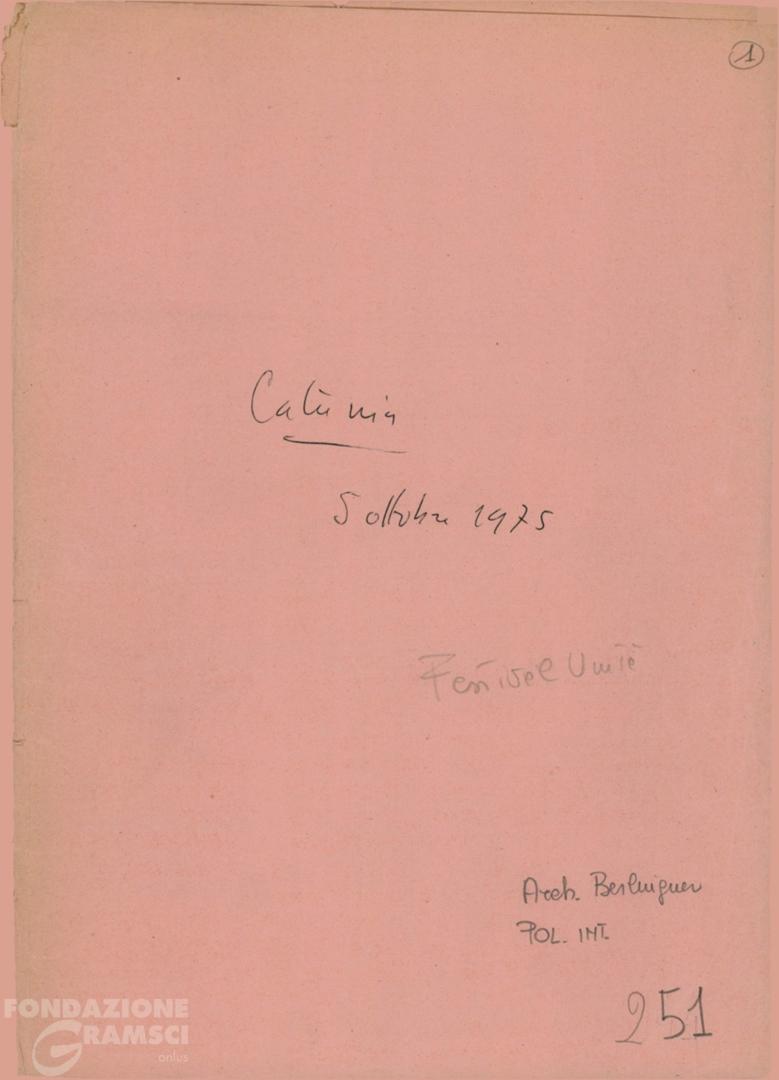 1
Catania
5 ottobre 1975
Festival Unità
Arch. Berlinguer
POL. INT.
251
FONDAZIONE
GRAMSCI
onlus